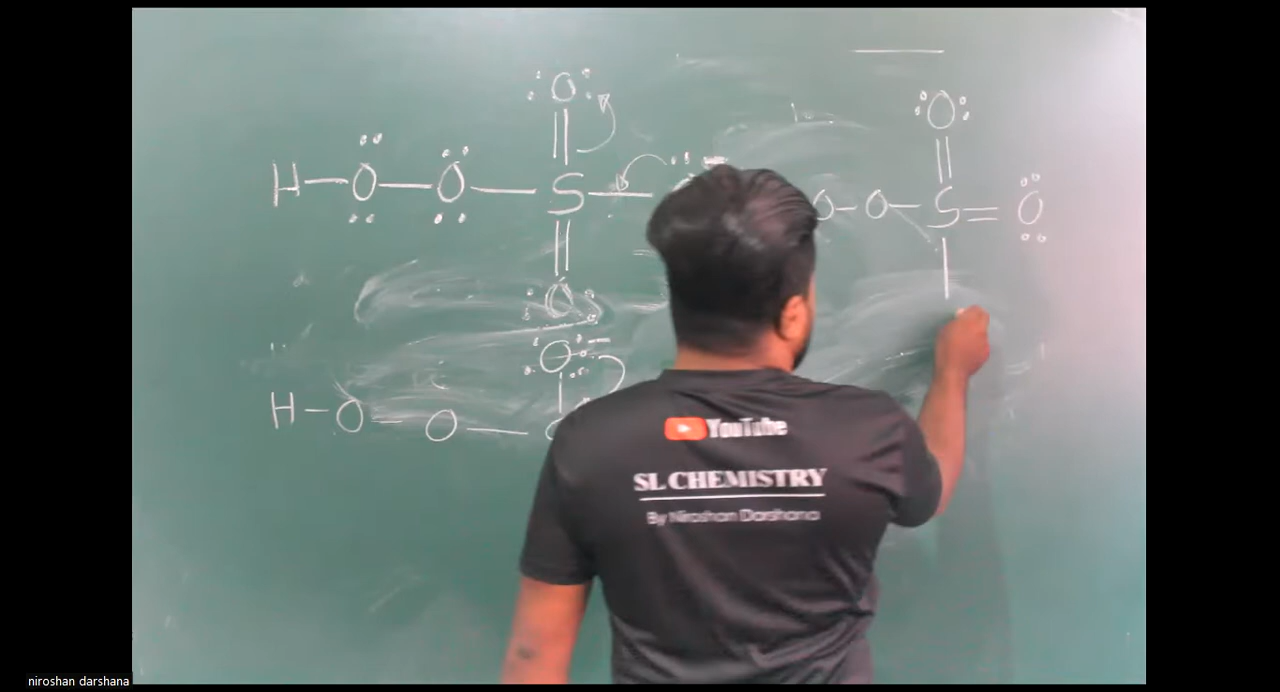 O
O
H-O-O-S-
O-O-S=O
O
O
H-O-O-
YouTube
SL CHEMISTRY
By Niroshan Darshana
niroshan darshana